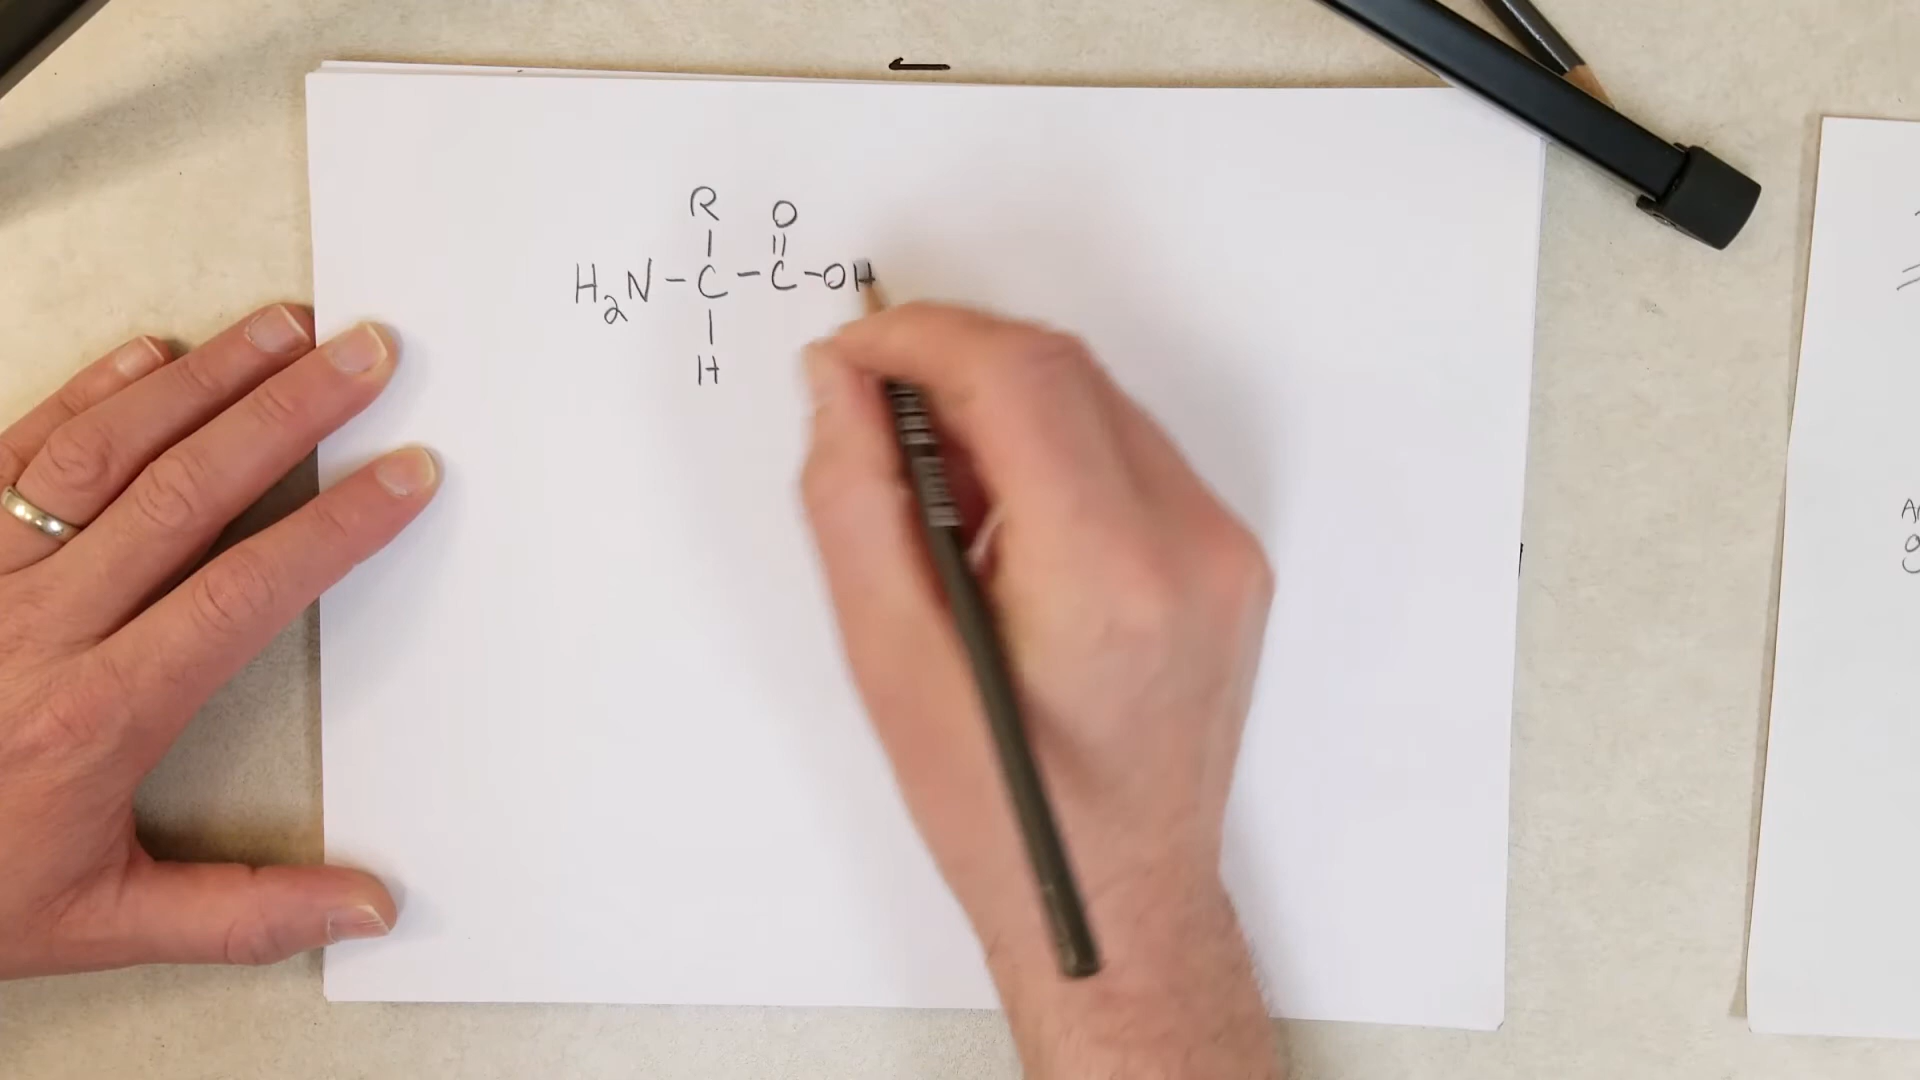 R O
| ||
H₂N-C-C-OH
|
H